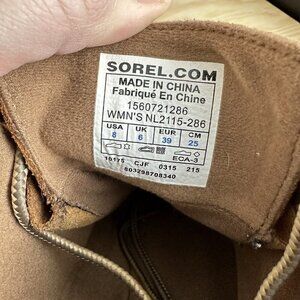 SOREL.COM
MADE IN CHINA
Fabriqué En Chine
1560721286
WMN'S NL2115-286
USA UK EUR CM
8 6 39 25
ECA-S
10175 CJF 0315 215
603298708340